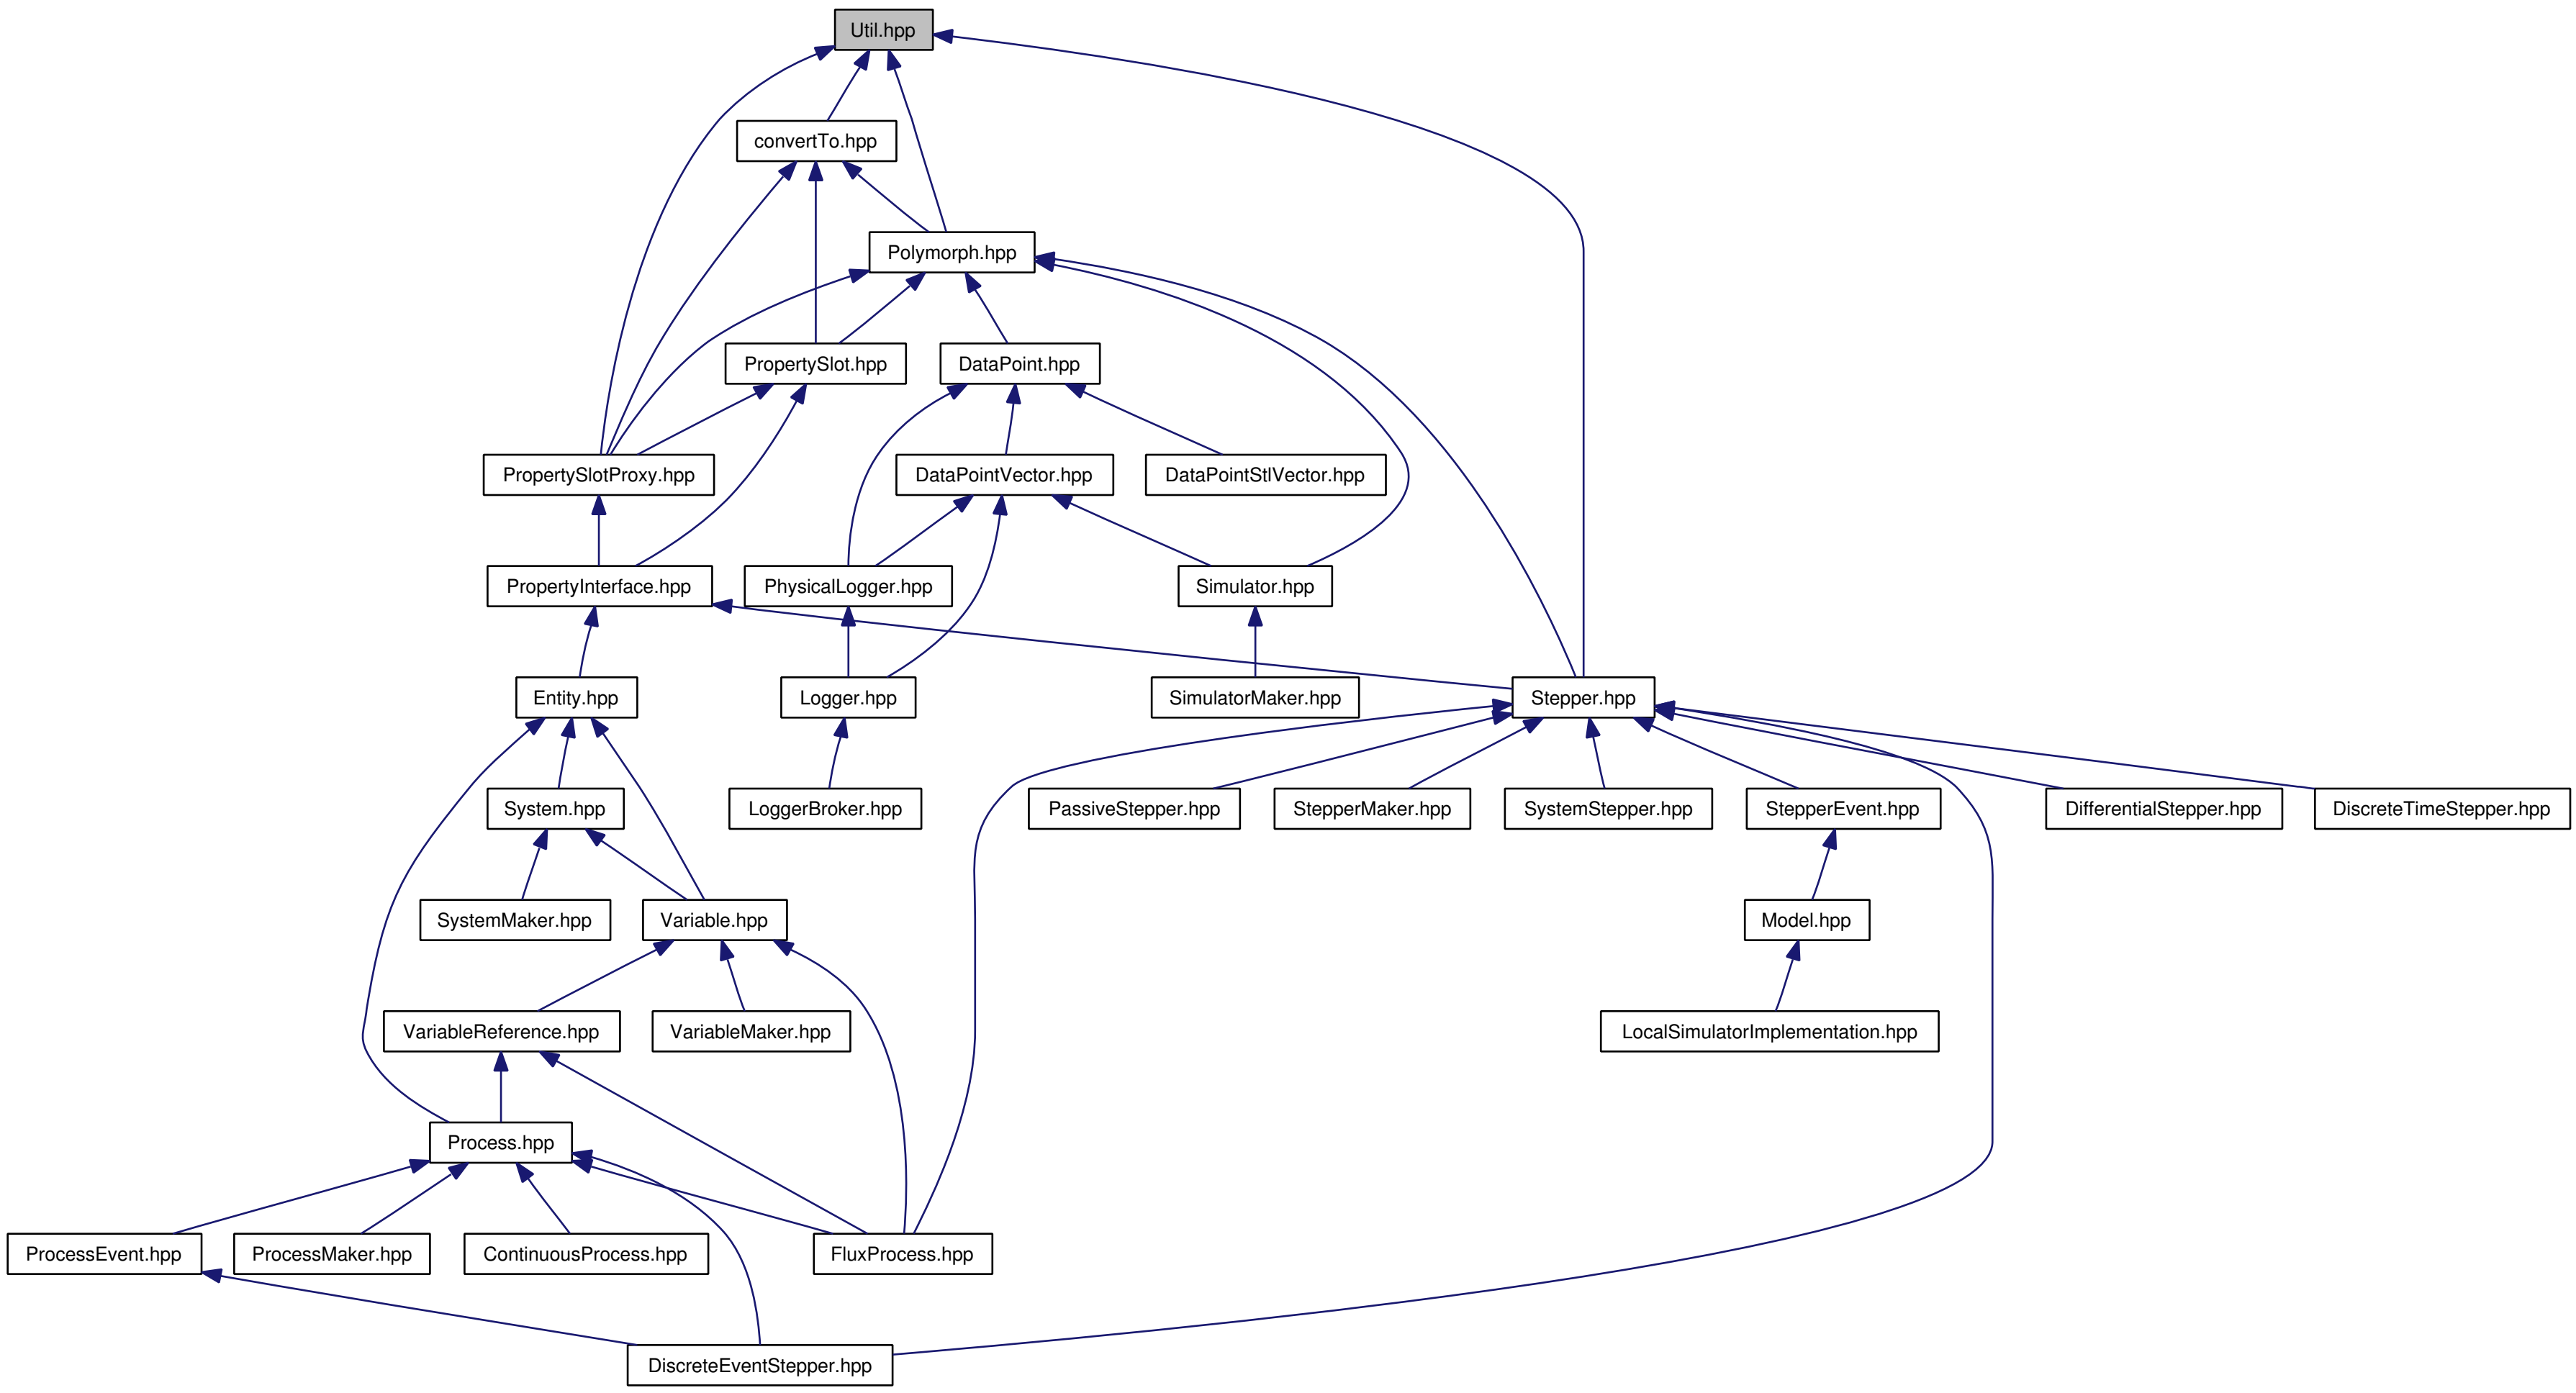 Util.hpp
convertTo.hpp
Polymorph.hpp
PropertySlot.hpp
DataPoint.hpp
PropertySlotProxy.hpp
DataPointVector.hpp
DataPointStlVector.hpp
PropertyInterface.hpp
PhysicalLogger.hpp
Simulator.hpp
Entity.hpp
Logger.hpp
SimulatorMaker.hpp
Stepper.hpp
System.hpp
LoggerBroker.hpp
PassiveStepper.hpp
StepperMaker.hpp
SystemStepper.hpp
StepperEvent.hpp
DifferentialStepper.hpp
DiscreteTimeStepper.hpp
SystemMaker.hpp
Variable.hpp
Model.hpp
VariableReference.hpp
VariableMaker.hpp
LocalSimulatorImplementation.hpp
Process.hpp
ProcessEvent.hpp
ProcessMaker.hpp
ContinuousProcess.hpp
FluxProcess.hpp
DiscreteEventStepper.hpp